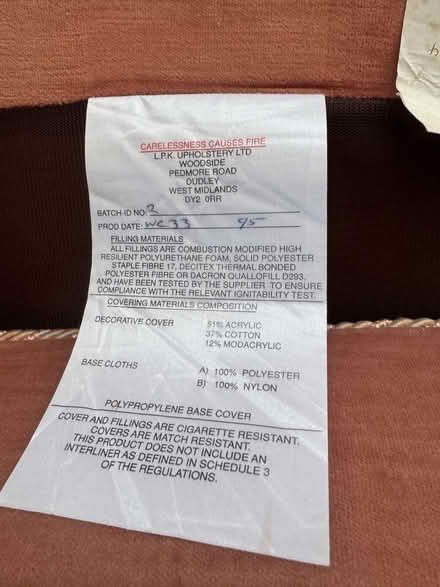 CARELESSNESS CAUSES FIRE
L.P.K. UPHOLSTERY LTD
WOODSIDE
PEDMORE ROAD
DUDLEY
WEST MIDLANDS
DY2 0RR
BATCH-ID NO: 2
PROD DATE: WC 33 95
FILLING MATERIALS
ALL FILLINGS ARE COMBUSTION MODIFIED HIGH
RESILIENT POLYURETHANE FOAM, SOLID POLYESTER
STAPLE FIBRE 17, DECITEX THERMAL BONDED
POLYESTER FIBRE OR DACRON QUALLOFILL D293,
AND HAVE BEEN TESTED BY THE SUPPLIER TO ENSURE
COMPLIANCE WITH THE RELEVANT IGNITABILITY TEST.
COVERING MATERIALS COMPOSITION
DECORATIVE COVER 51% ACRYLIC
37% COTTON
12% MODACRYLIC
BASE CLOTHS A) 100% POLYESTER
B) 100% NYLON
POLYPROPYLENE BASE COVER
COVER AND FILLINGS ARE CIGARETTE RESISTANT.
COVERS ARE MATCH RESISTANT.
THIS PRODUCT DOES NOT INCLUDE AN
INTERLINER AS DEFINED IN SCHEDULE 3
OF THE REGULATIONS.